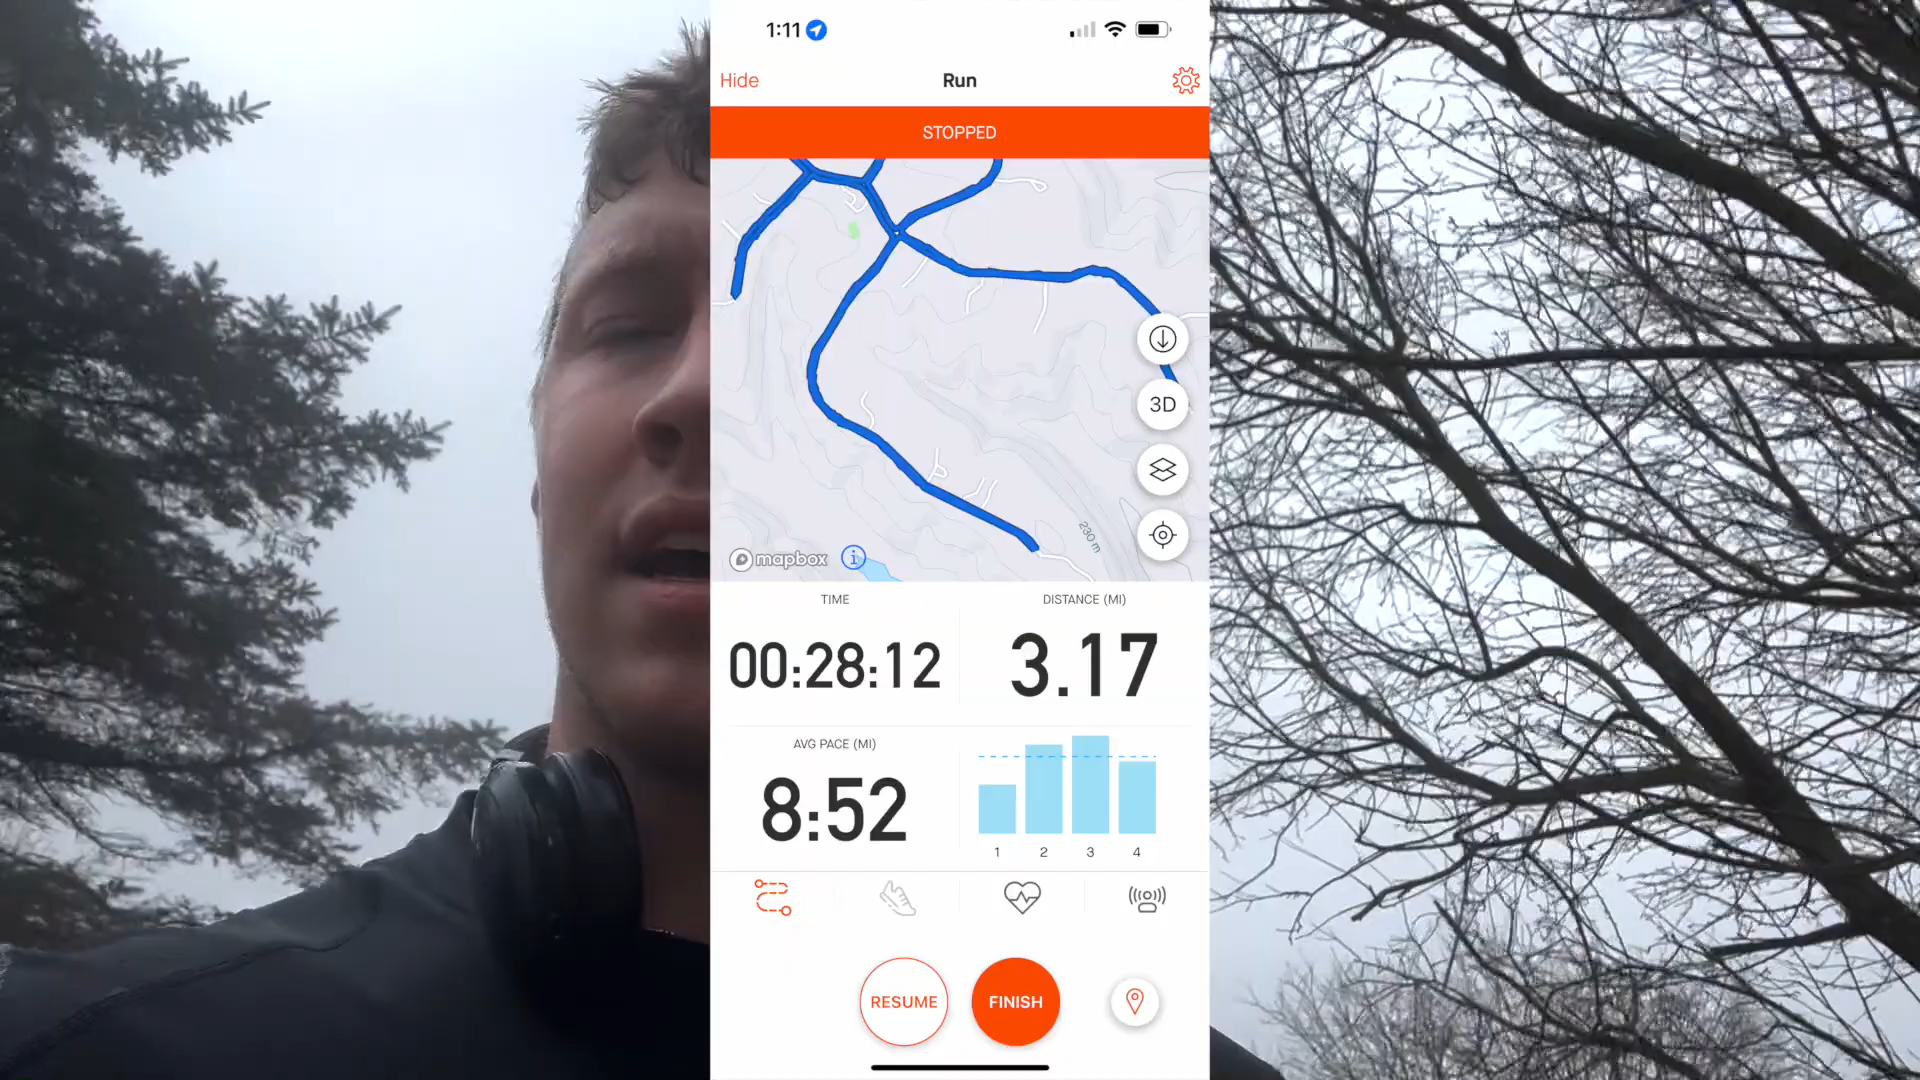 1:11
Hide
Run
STOPPED
3D
230 m
mapbox
i
TIME
DISTANCE (MI)
00:28:12
3.17
AVG PACE (MI)
8:52
1 2 3 4
RESUME
FINISH